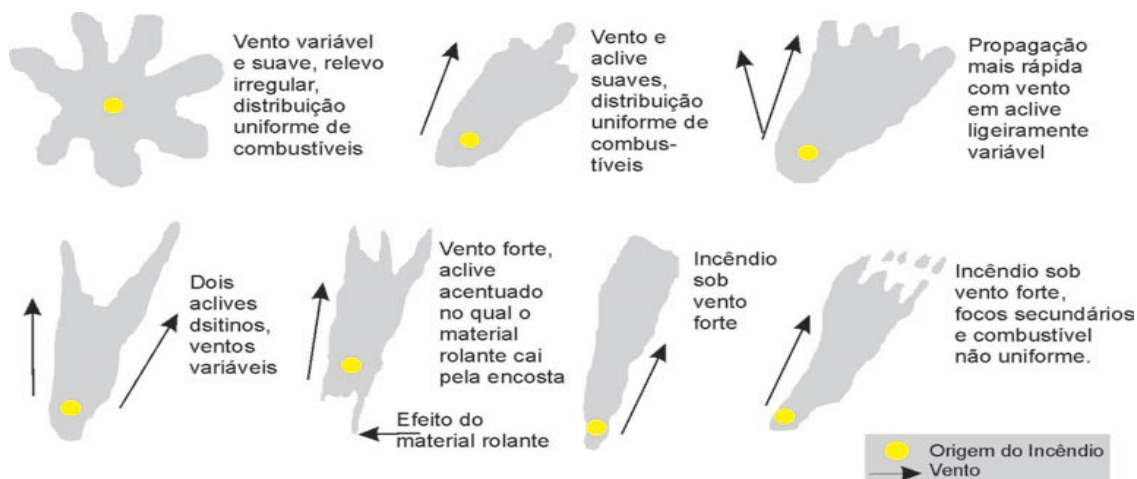 Vento variável
e suave, relevo
irregular,
distribuição
uniforme de
combustíveis
Vento e
aclive
suaves,
distribuição
uniforme de
combus-
tíveis
Propagação
mais rápida
com vento
em aclive
ligeiramente
variável
Dois
aclives
dsitinos,
ventos
variáveis
Vento forte,
aclive
acentuado
no qual o
material
rolante cai
pela encosta
Efeito do
material rolante
Incêndio
sob
vento
forte
Incêndio sob
vento forte,
focos secundários
e combustível
não uniforme.
Origem do Incêndio
Vento